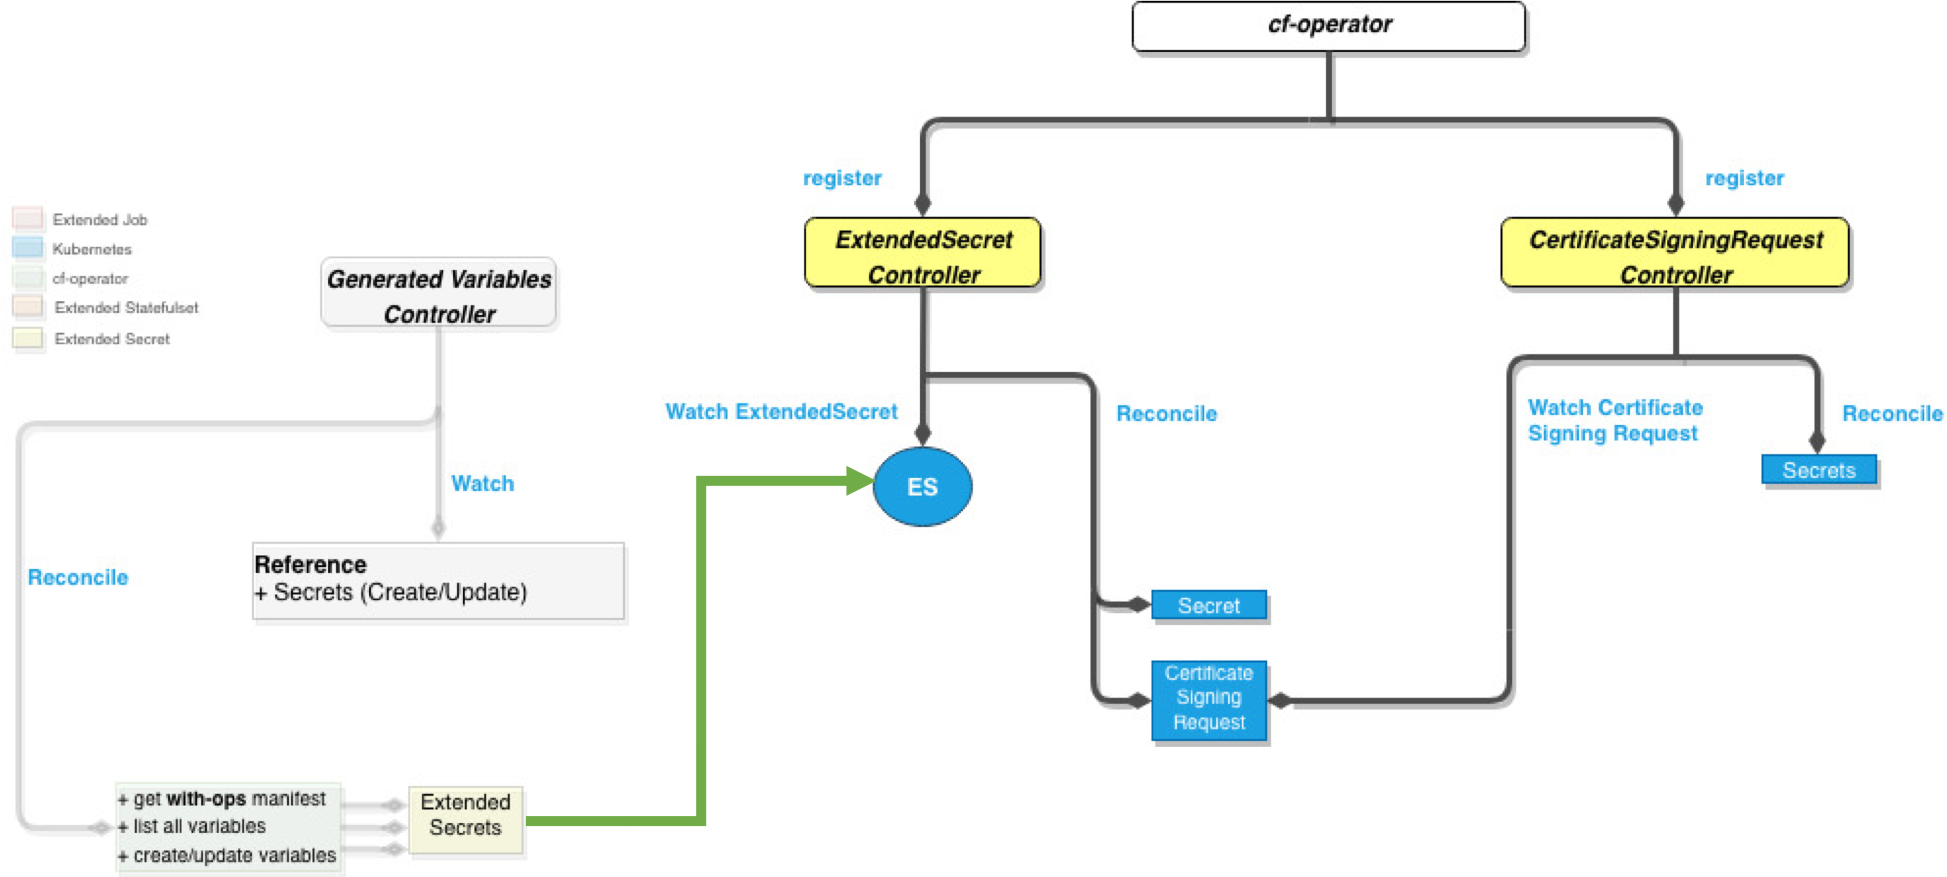 cf-operator
register
register
ExtendedSecret
Controller
CertificateSigningRequest
Controller
Extended Job
Kubernetes
cf-operator
Extended Statefulset
Extended Secret
Generated Variables
Controller
Watch ExtendedSecret
Reconcile
Watch Certificate
Signing Request
Reconcile
Secrets
Watch
ES
Reference
+ Secrets (Create/Update)
Reconcile
Secret
Certificate
Signing
Request
+ get with-ops manifest
+ list all variables
+ create/update variables
Extended
Secrets